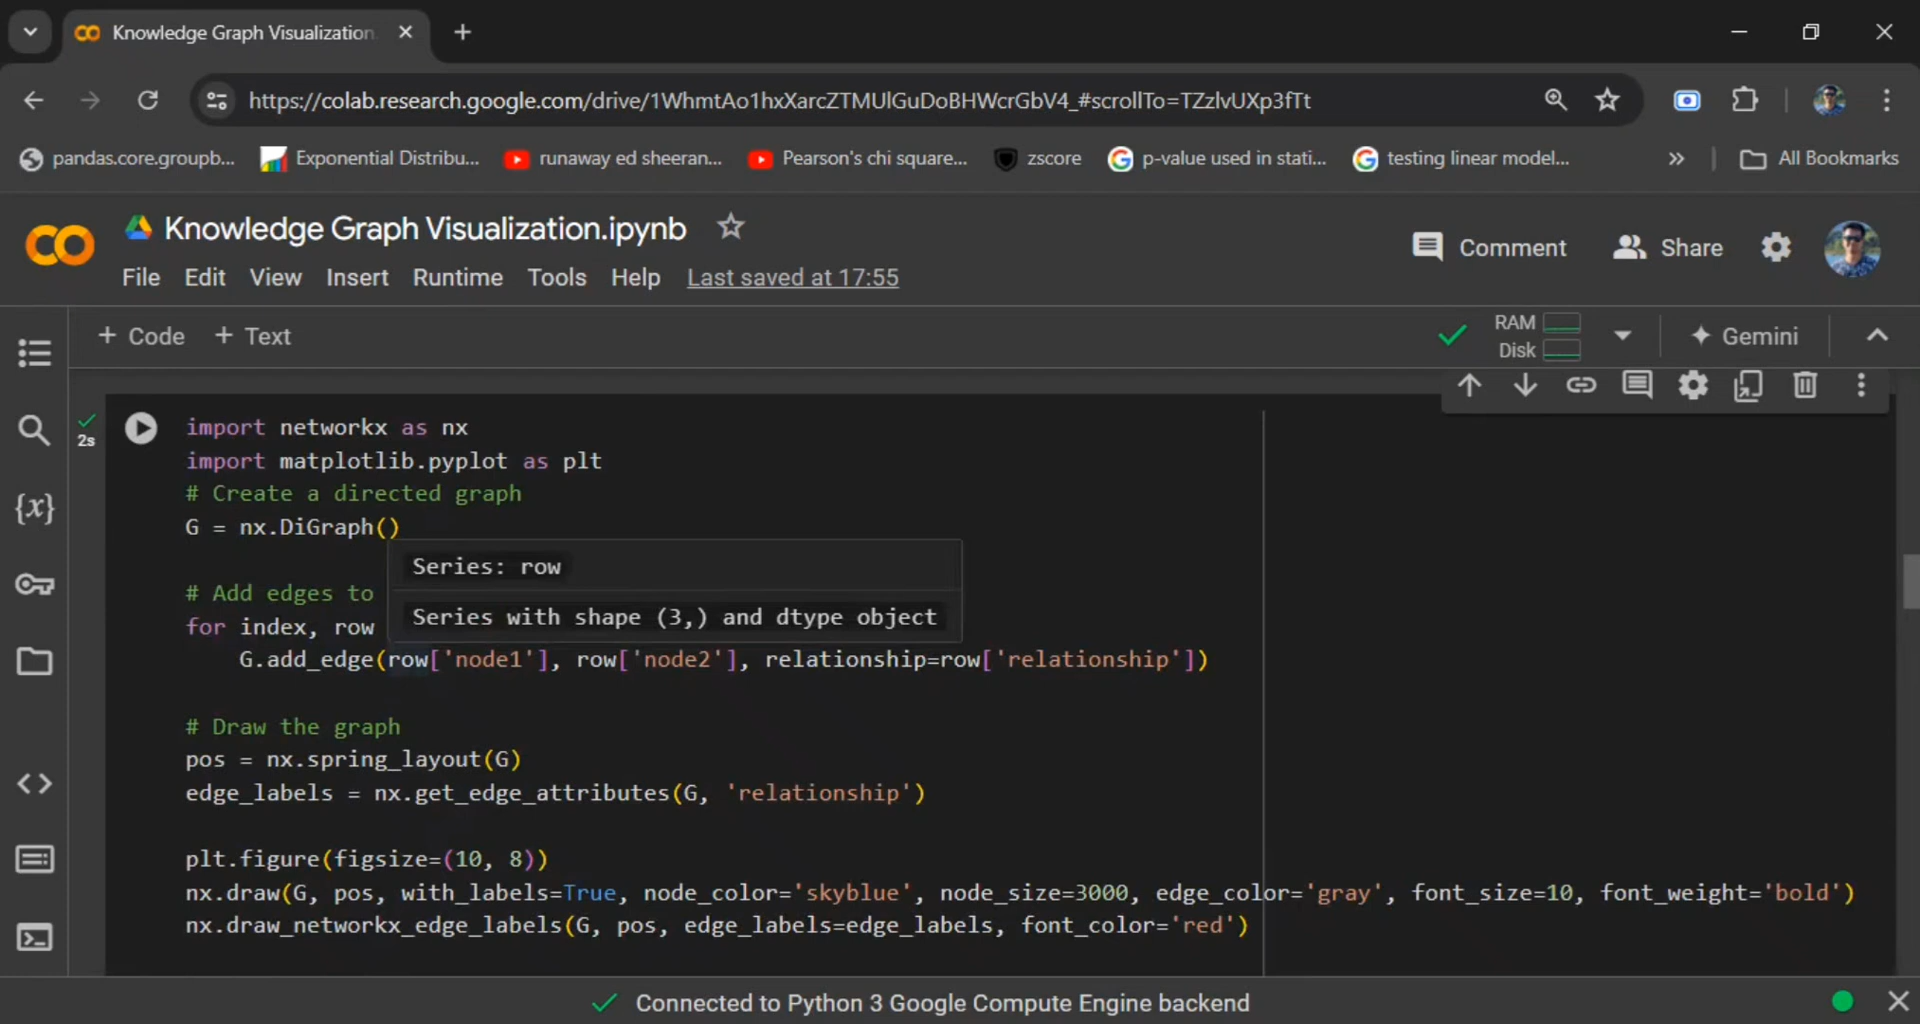 Knowledge Graph Visualization
https://colab.research.google.com/drive/1WhmtAo1hxXarcZTMUlGuDoBHWcrGbV4_#scrollTo=TZzlvUXp3fTt
pandas.core.groupb... Exponential Distribu... runaway ed sheeran... Pearson's chi square... zscore p-value used in stati... testing linear model... » All Bookmarks
CO Knowledge Graph Visualization.ipynb
Comment Share
File Edit View Insert Runtime Tools Help Last saved at 17:55
+ Code + Text
RAM
Disk
Gemini
2s
{x}
import networkx as nx
import matplotlib.pyplot as plt
# Create a directed graph
G = nx.DiGraph()
Series: row
Series with shape (3,) and dtype object
# Add edges to
for index, row
G.add_edge(row['node1'], row['node2'], relationship=row['relationship'])
# Draw the graph
pos = nx.spring_layout(G)
edge_labels = nx.get_edge_attributes(G, 'relationship')
plt.figure(figsize=(10, 8))
nx.draw(G, pos, with_labels=True, node_color='skyblue', node_size=3000, edge_color='gray', font_size=10, font_weight='bold')
nx.draw_networkx_edge_labels(G, pos, edge_labels=edge_labels, font_color='red')
Connected to Python 3 Google Compute Engine backend